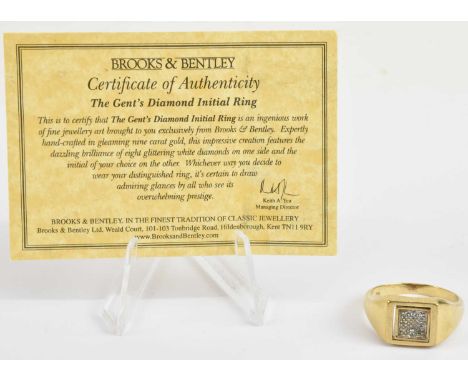 BROOKS & BENTLEY
Certificate of Authenticity
The Gent's Diamond Initial Ring
This is to certify that The Gent's Diamond Initial Ring is an ingenious work
of fine jewellery art brought to you exclusively from Brooks & Bentley. Expertly
hand-crafted in gleaming nine carat gold, this impressive creation features the
dazzling brilliance of eight glittering white diamonds on one side and the
initial of your choice on the other. Whichever way you decide to
wear your distinguished ring, it's certain to draw
admiring glances by all who see its
overwhelming prestige.
Keith A.
Managing Director
BROOKS & BENTLEY. IN THE FINEST TRADITION OF CLASSIC JEWELLERY
Brooks & Bentley Ltd, Weald Court, 101-103 Tonbridge Road, Hildenborough, Kent TN11 9RY
www.BrooksandBentley.com